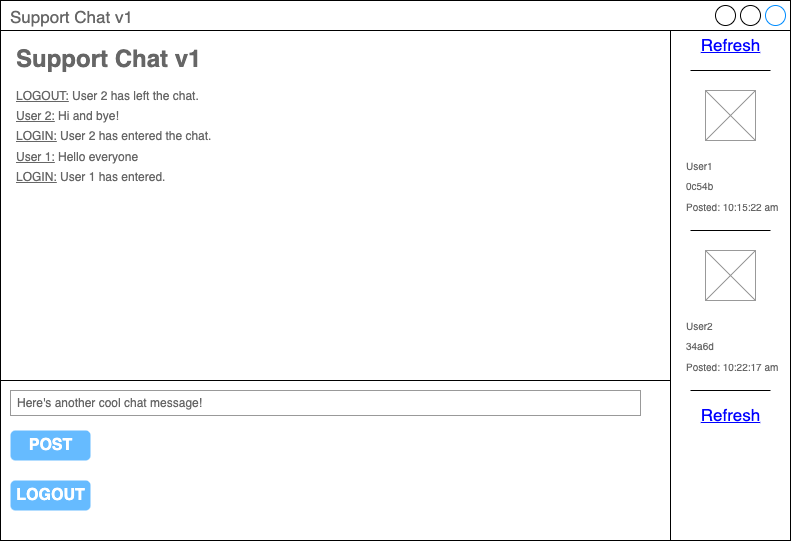 Support Chat v1
Support Chat v1
LOGOUT: User 2 has left the chat.
User 2: Hi and bye!
LOGIN: User 2 has entered the chat.
User 1: Hello everyone
LOGIN: User 1 has entered.
Here's another cool chat message!
POST
LOGOUT
Refresh
User1
0c54b
Posted: 10:15:22 am
User2
34a6d
Posted: 10:22:17 am
Refresh